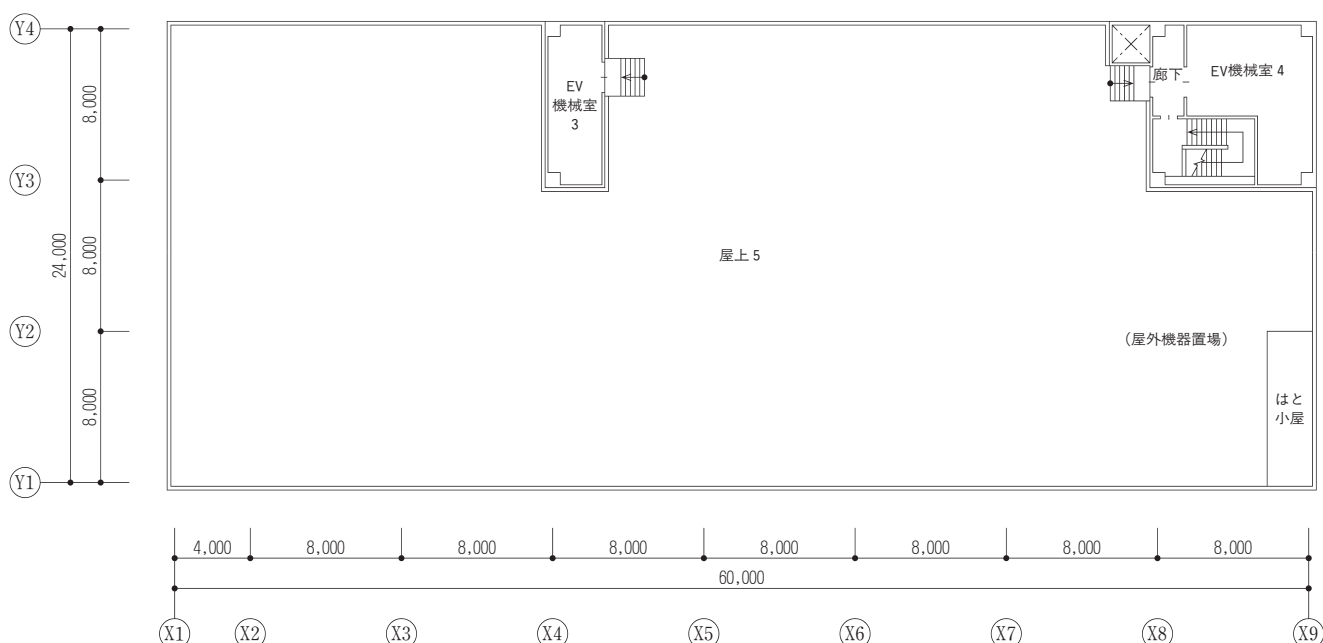 Y4
Y3
Y2
Y1
24,000
8,000
8,000
8,000
EV
機械室
3
廊下
EV機械室 4
屋上 5
(屋外機器置場)
はと
小屋
4,000
8,000
8,000
8,000
8,000
8,000
8,000
8,000
60,000
X1
X2
X3
X4
X5
X6
X7
X8
X9